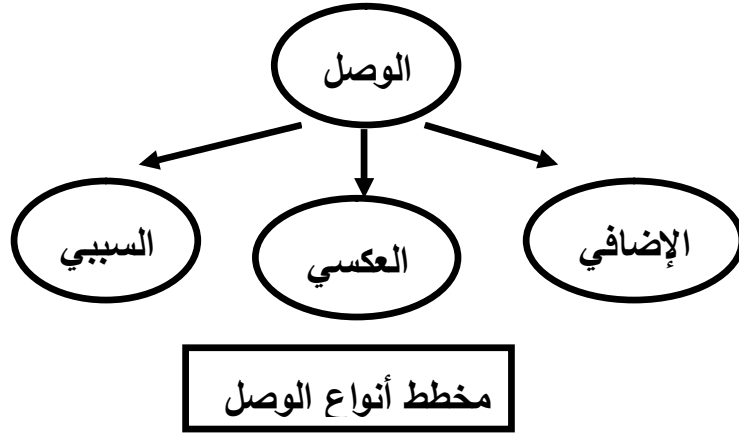 الوصل
الإضافي
العكسي
السببي
مخطط أنواع الوصل